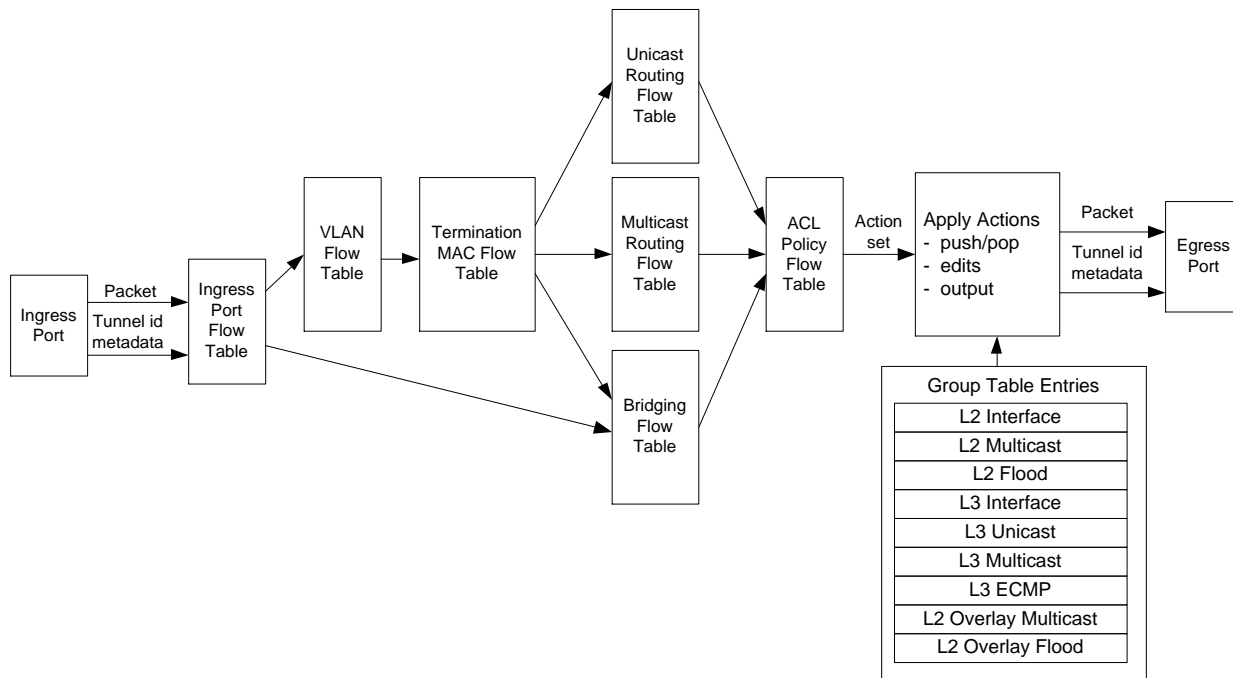 Ingress
Port
Packet
Tunnel id
metadata
Ingress
Port
Flow
Table
VLAN
Flow
Table
Termination
MAC Flow
Table
Unicast
Routing
Flow
Table
Multicast
Routing
Flow
Table
Bridging
Flow
Table
ACL
Policy
Flow
Table
Action
set
Apply Actions
- push/pop
- edits
- output
Packet
Tunnel id
metadata
Egress
Port
Group Table Entries
L2 Interface
L2 Multicast
L2 Flood
L3 Interface
L3 Unicast
L3 Multicast
L3 ECMP
L2 Overlay Multicast
L2 Overlay Flood